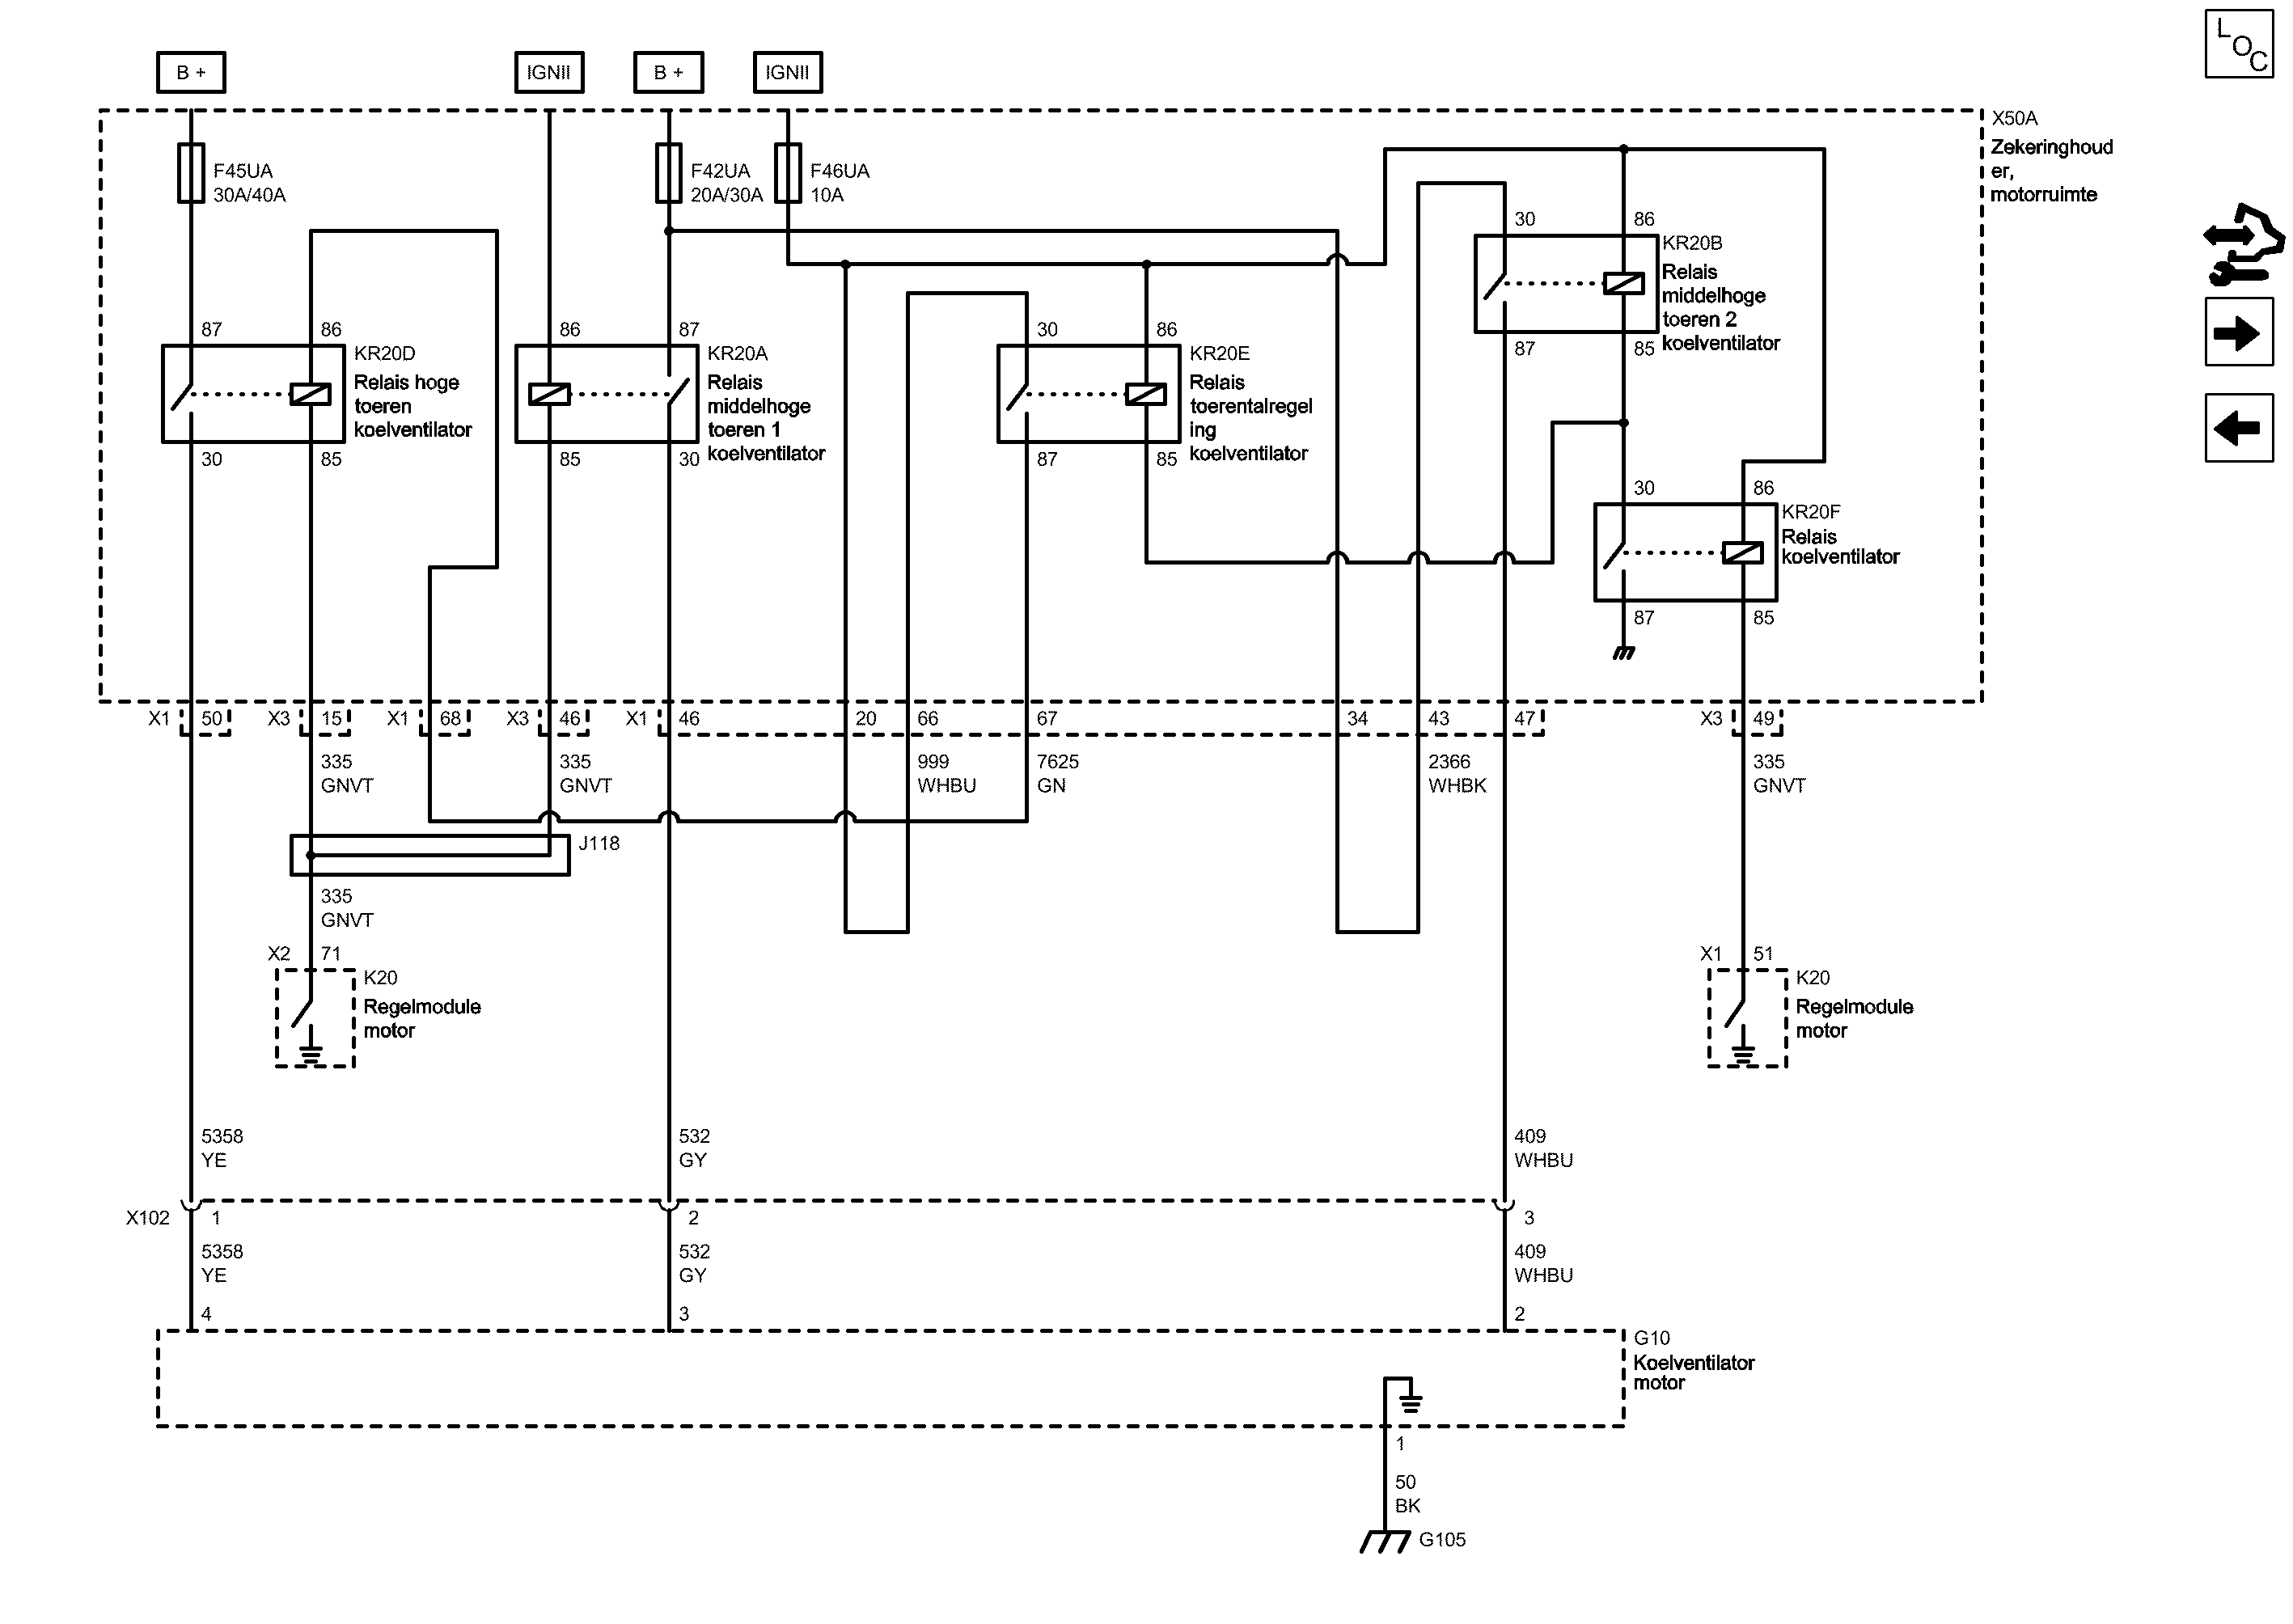 L
O
C
B +
IGNII
B +
IGNII
X50A
Zekeringhoud
er,
motorruimte
F45UA
30A/40A
F42UA
20A/30A
F46UA
10A
30
86
KR20B
Relais
middelhoge
toeren 2
koelventilator
87
85
87
86
KR20D
Relais hoge
toeren
koelventilator
30
85
86
87
KR20A
Relais
middelhoge
toeren 1
koelventilator
85
30
30
86
KR20E
Relais
toerentalregel
ing
koelventilator
87
85
30
86
KR20F
Relais
koelventilator
87
85
X1
50
X3
15
X1
68
X3
46
X1
46
20
66
67
34
43
47
X3
49
335
GNVT
335
GNVT
999
WHBU
7625
GN
2366
WHBK
335
GNVT
J118
335
GNVT
X2
71
K20
Regelmodule
motor
X1
51
K20
Regelmodule
motor
5358
YE
532
GY
409
WHBU
X102
1
2
3
5358
YE
532
GY
409
WHBU
4
3
2
G10
Koelventilator
motor
1
50
BK
G105